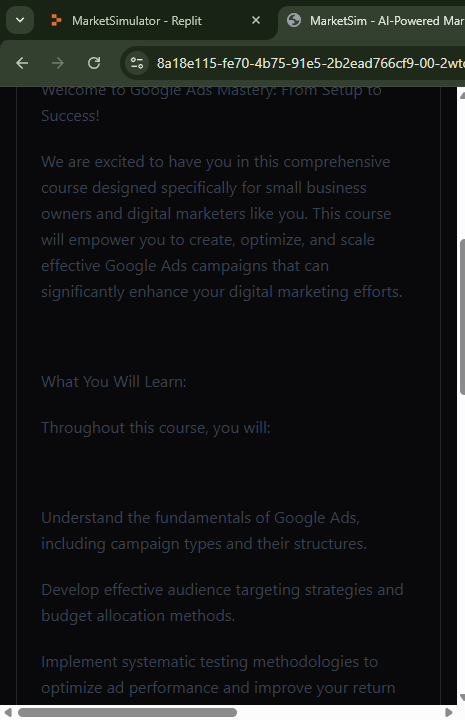 MarketSimulator - Replit
MarketSim - AI-Powered Mar
8a18e115-fe70-4b75-91e5-2b2ead766cf9-00-2wt
Welcome to Google Ads Mastery: From Setup to
Success!
We are excited to have you in this comprehensive
course designed specifically for small business
owners and digital marketers like you. This course
will empower you to create, optimize, and scale
effective Google Ads campaigns that can
significantly enhance your digital marketing efforts.
What You Will Learn:
Throughout this course, you will:
Understand the fundamentals of Google Ads,
including campaign types and their structures.
Develop effective audience targeting strategies and
budget allocation methods.
Implement systematic testing methodologies to
optimize ad performance and improve your return